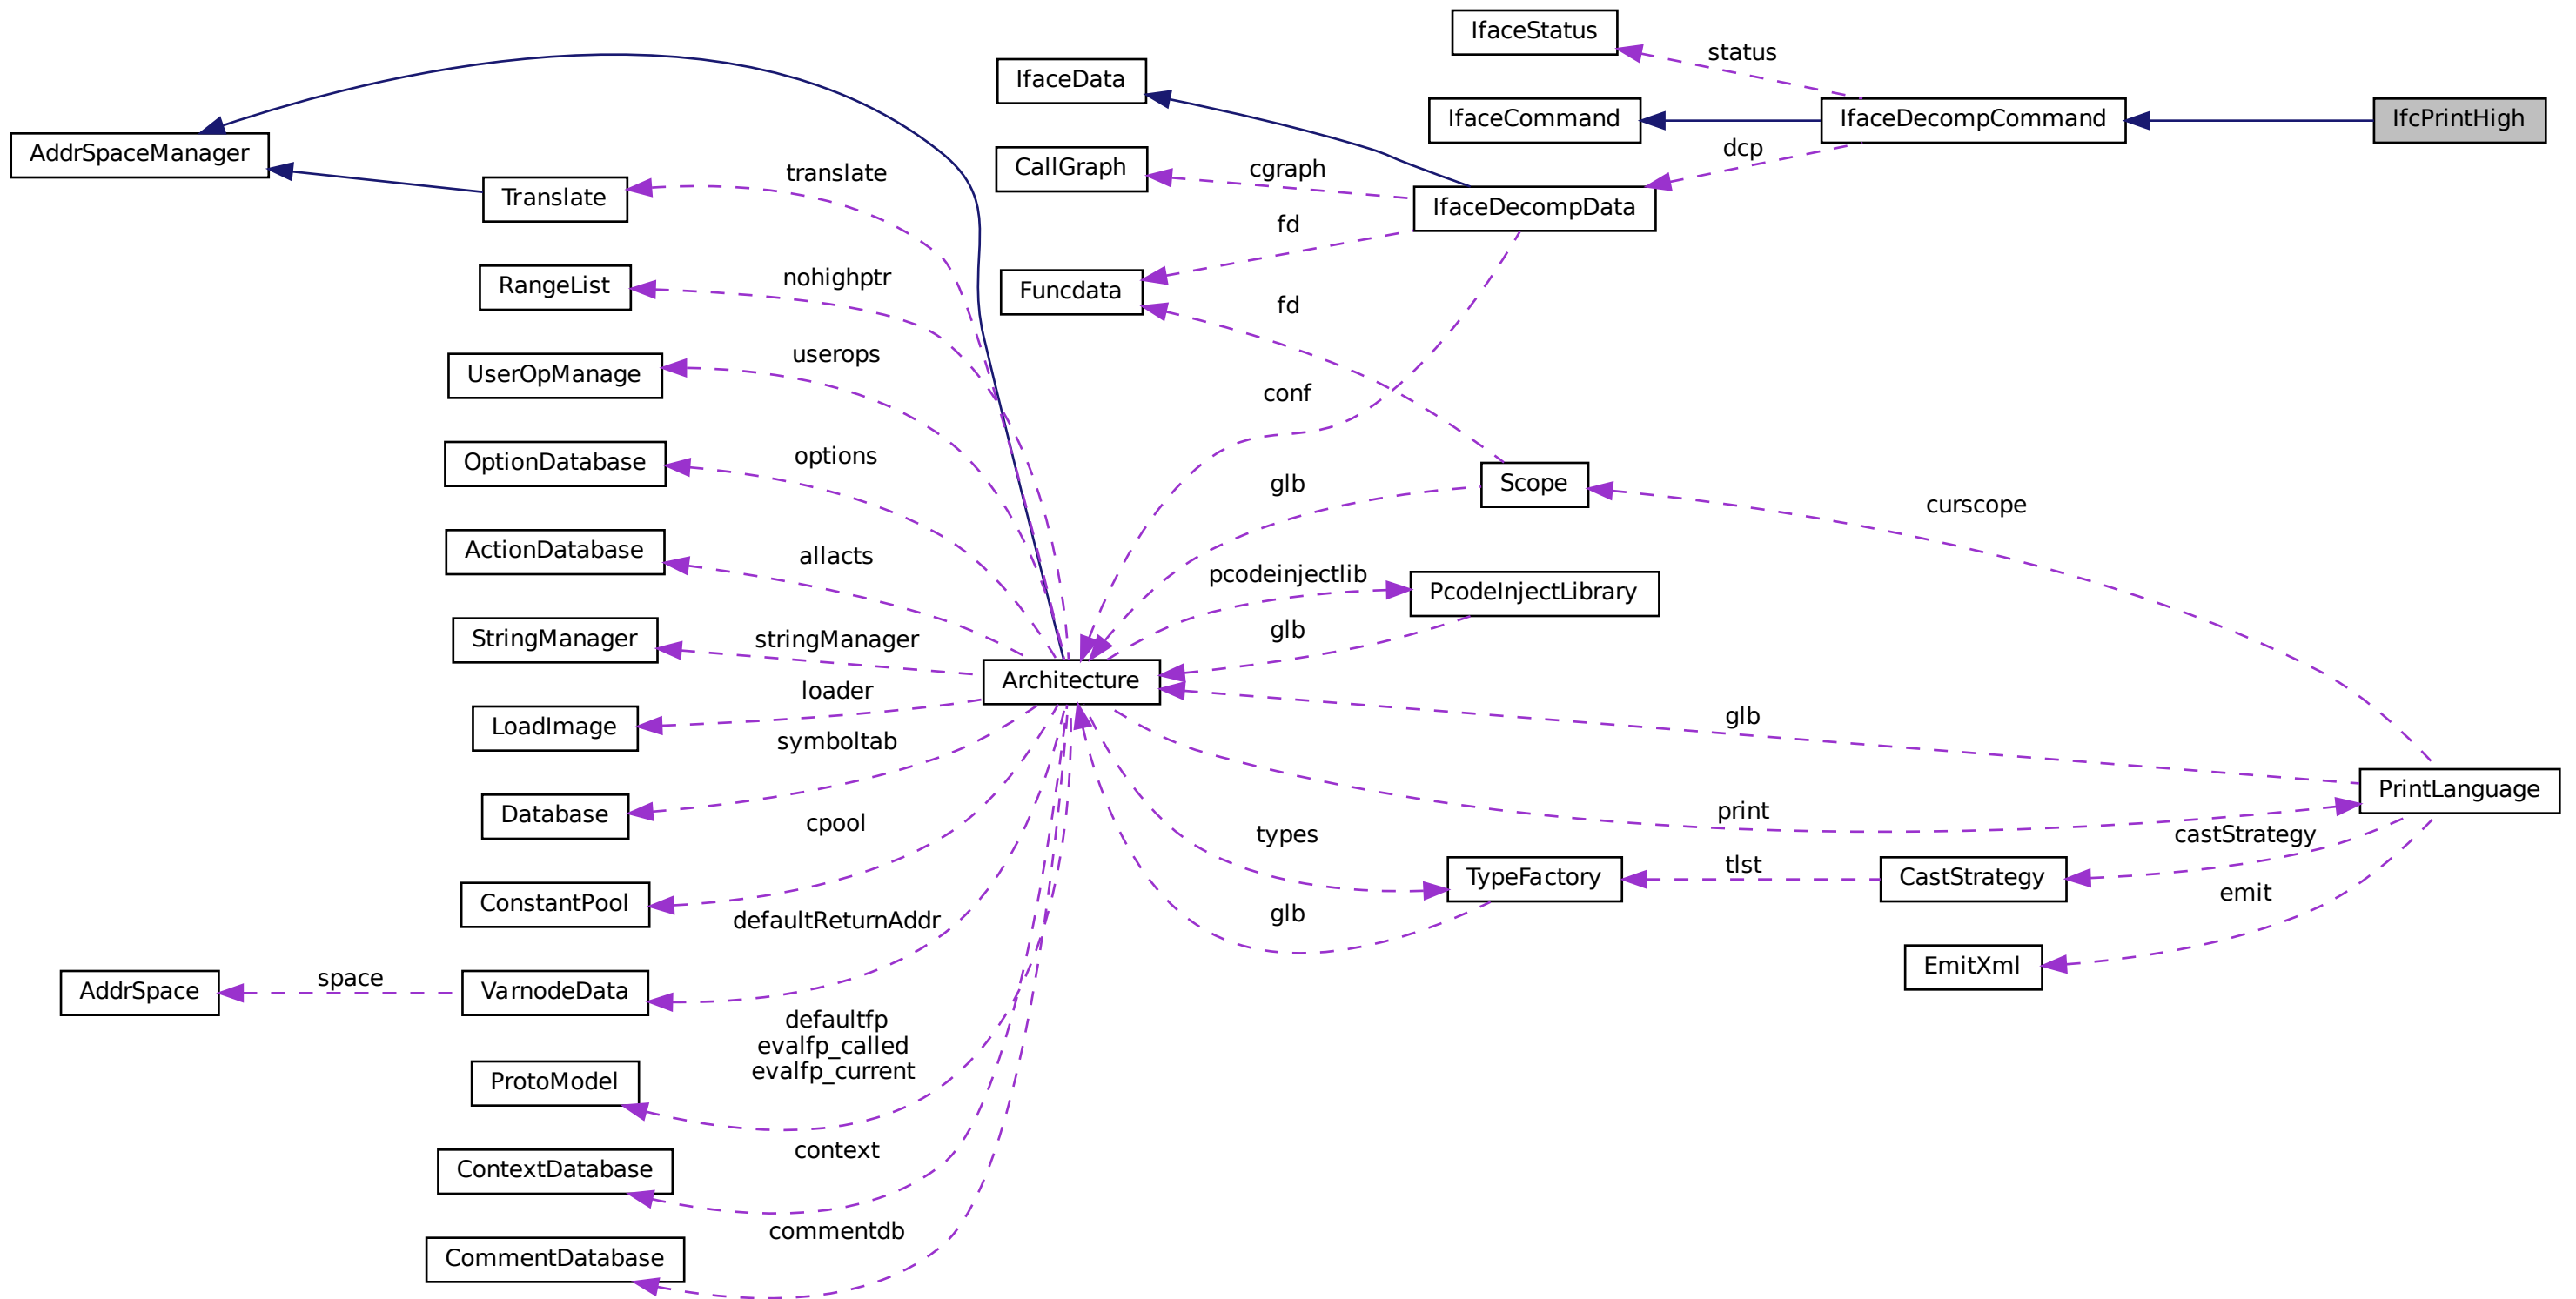 IfaceStatus
status
IfaceData
IfaceCommand
IfaceDecompCommand
IfcPrintHigh
AddrSpaceManager
dcp
CallGraph
cgraph
translate
Translate
IfaceDecompData
fd
nohighptr
RangeList
Funcdata
fd
userops
UserOpManage
conf
options
OptionDatabase
glb
Scope
curscope
ActionDatabase
allacts
pcodeinjectlib
PcodeInjectLibrary
StringManager
stringManager
glb
Architecture
loader
LoadImage
glb
symboltab
PrintLanguage
print
Database
cpool
types
castStrategy
tlst
TypeFactory
CastStrategy
emit
ConstantPool
glb
defaultReturnAddr
EmitXml
space
AddrSpace
VarnodeData
defaultfp
evalfp_called
evalfp_current
ProtoModel
context
ContextDatabase
commentdb
CommentDatabase